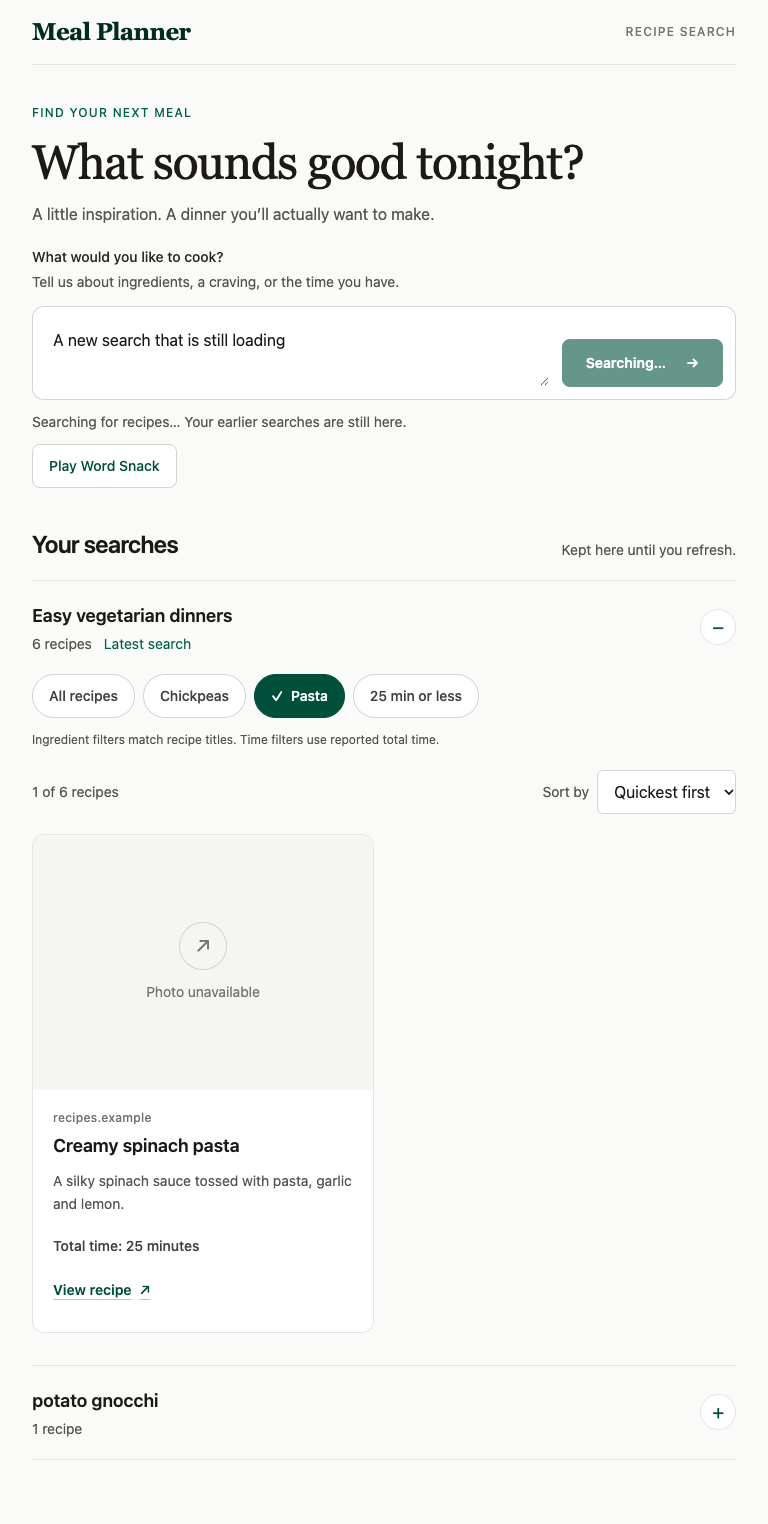 Meal Planner
RECIPE SEARCH
FIND YOUR NEXT MEAL
What sounds good tonight?
A little inspiration. A dinner you’ll actually want to make.
What would you like to cook?
Tell us about ingredients, a craving, or the time you have.
A new search that is still loading
Searching...
Searching for recipes... Your earlier searches are still here.
Play Word Snack
Your searches
Kept here until you refresh.
Easy vegetarian dinners
6 recipes Latest search
All recipes Chickpeas Pasta 25 min or less
Ingredient filters match recipe titles. Time filters use reported total time.
1 of 6 recipes
Sort by Quickest first
Photo unavailable
recipes.example
Creamy spinach pasta
A silky spinach sauce tossed with pasta, garlic
and lemon.
Total time: 25 minutes
View recipe
potato gnocchi
1 recipe